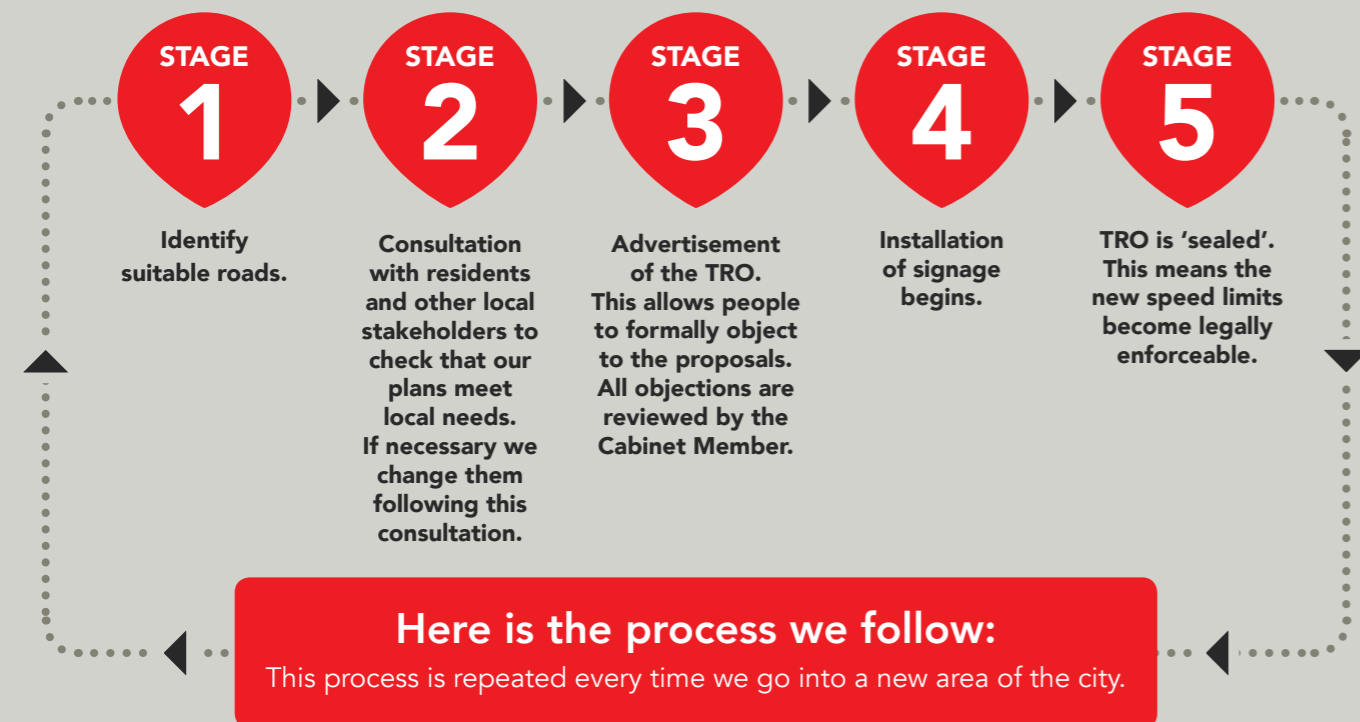 STAGE
1
Identify
suitable roads.
STAGE
2
Consultation
with residents
and other local
stakeholders to
check that our
plans meet
local needs.
If necessary we
change them
following this
consultation.
STAGE
3
Advertisement
of the TRO.
This allows people
to formally object
to the proposals.
All objections are
reviewed by the
Cabinet Member.
STAGE
4
Installation
of signage
begins.
STAGE
5
TRO is ‘sealed’.
This means the
new speed limits
become legally
enforceable.
Here is the process we follow:
This process is repeated every time we go into a new area of the city.